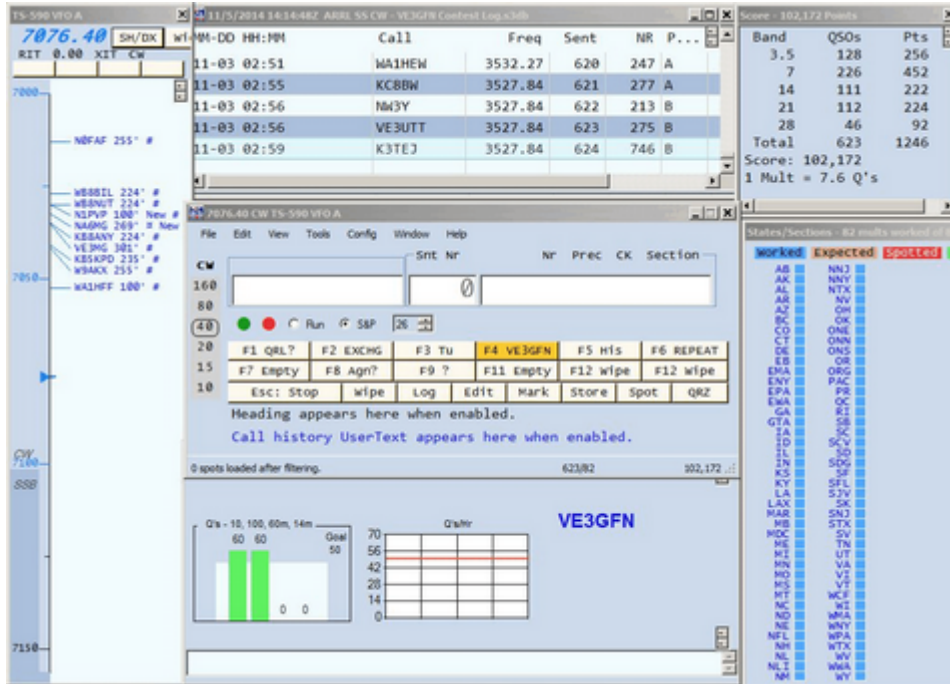 TS-590 VFO A
7076.40 SH/DX
RIT 0.00 XIT CW
7000
NØFAF 255° #
WB8BIL 224° #
WB8NUT 224° #
N1PVP 100° New #
NA6MG 269° ¤ New
KB8ANY 224° #
VE3MG 301° #
KB5KPD 235° #
W9AKX 255° #
7050
WA1HFF 100° #
CW
7100
SSB
7150
11/5/2014 14:14:48Z ARRL SS CW - VE3GFN Contest Log.s3db
MM-DD HH:MM Call Freq Sent NR P...
11-03 02:51 WA1HEW 3532.27 620 247 A
11-03 02:55 KC8BW 3527.84 621 277 A
11-03 02:56 NW3Y 3527.84 622 213 B
11-03 02:56 VE3UTT 3527.84 623 275 B
11-03 02:59 K3TEJ 3527.84 624 746 B
7076.40 CW TS-590 VFO A
File Edit View Tools Config Window Help
Snt Nr Nr Prec CK Section
CW
160 0
80
40 Run S&P 26
20 F1 QRL? F2 EXCHG F3 Tu F4 VE3GFN F5 His F6 REPEAT
15 F7 Empty F8 Agn? F9 ? F11 Empty F12 Wipe F12 Wipe
10 Esc: Stop Wipe Log Edit Mark Store Spot QRZ
Heading appears here when enabled.
Call history UserText appears here when enabled.
0 spots loaded after filtering. 623/82 102,172
Q's - 10, 100, 60m, 14m
60 60 Goal
50
0 0
Q's/Hr
70
56
42
28
14
0
VE3GFN
Score - 102,172 Points
Band QSOs Pts
3.5 128 256
7 226 452
14 111 222
21 112 224
28 46 92
Total 623 1246
Score: 102,172
1 Mult = 7.6 Q's
States/Sections - 82 mults worked of
Worked Expected Spotted
AB NNJ
AK NNY
AL NTX
AR NV
AZ OH
BC OK
CO ONE
CT ONN
DE ONS
EB OR
EMA ORG
ENY PAC
EPA PR
EWA QC
GA RI
GTA SB
IA SC
ID SCV
IL SD
IN SDG
KS SF
KY SFL
LA SJV
LAX SK
MAR SNJ
MB STX
MDC SV
ME TN
MI UT
MN VA
MO VI
MS VT
MT WCF
NC WI
ND WMA
NE WNY
NFL WPA
NH WTX
NL WV
NLI WWA
NM WY